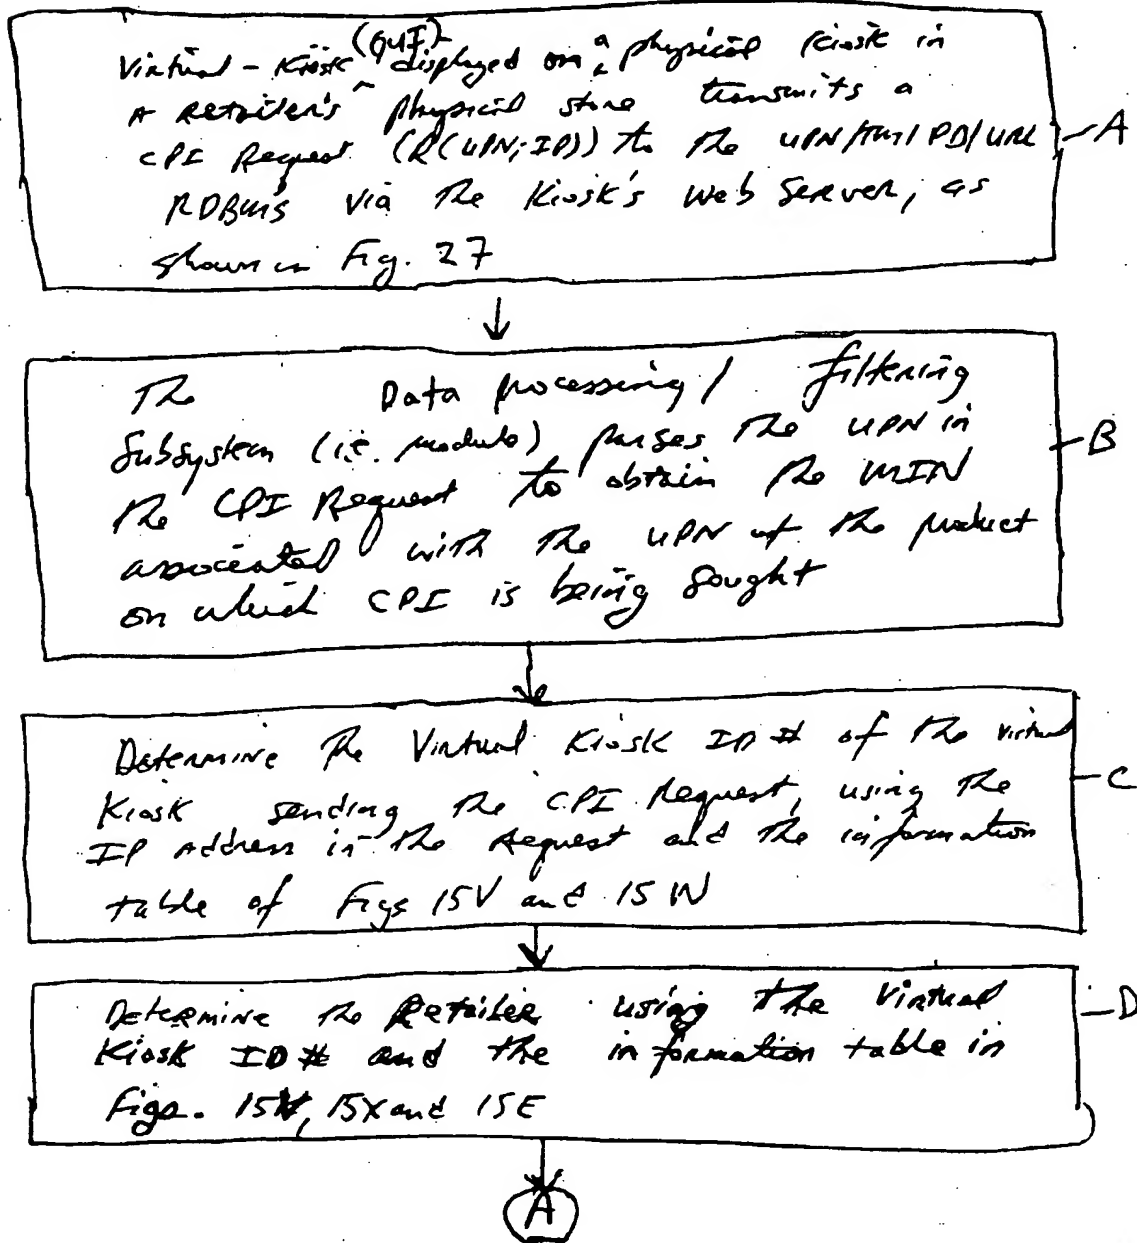 (GUI)
Virtual-Kiosk ^ displayed on ^ a physical Kiosk in
A Retailer's physical store transmits a
CPI Request (R(UPN; IP)) to the UPN/TM/PD/URL
RDBMS via the Kiosk's Web Server, as
shown in Fig. 27
A
The Data processing / filtering
Subsystem (i.e. module) parses the UPN in
the CPI Request to obtain the MIN
associated with the UPN of the product
on which CPI is being sought
B
Determine the Virtual Kiosk ID # of the virtual
Kiosk sending the CPI Request, using the
IP Address in the Request and the information
table of Figs 15V and 15W
C
Determine the Retailer using the Virtual
Kiosk ID # and the information table in
Figs. 15, 15X and 15E
D
A